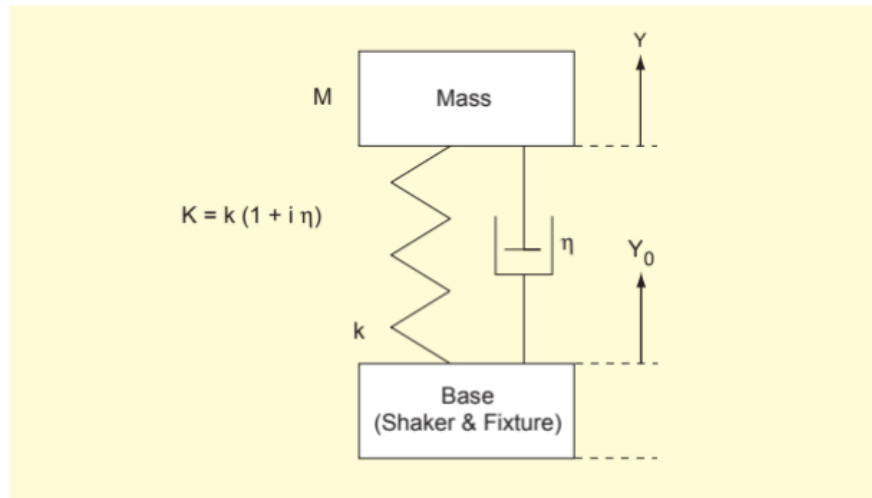 Y
M
Mass
K = k (1 + i η)
η
Y₀
k
Base
(Shaker & Fixture)